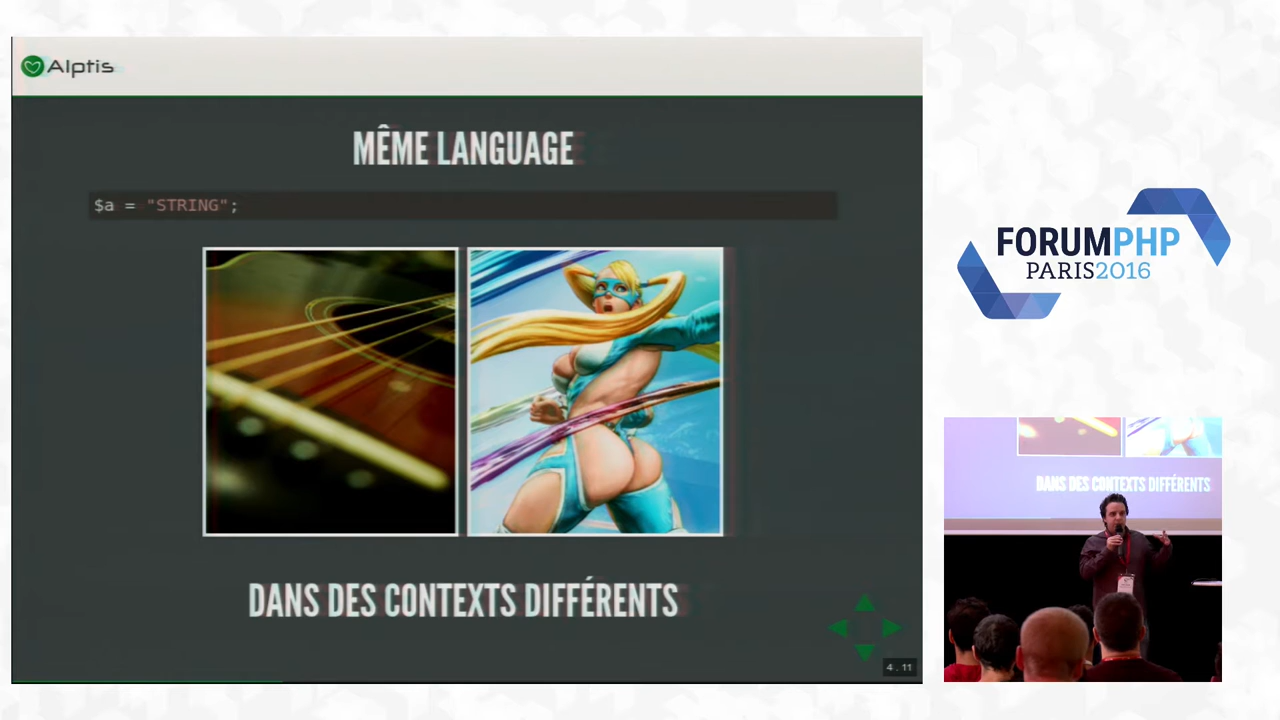 Alptis
MÊME LANGUAGE
$a = "STRING";
DANS DES CONTEXTS DIFFÉRENTS
4.11
FORUMPHP
PARIS2016
DANS DES CONTEXTS DIFFÉRENTS